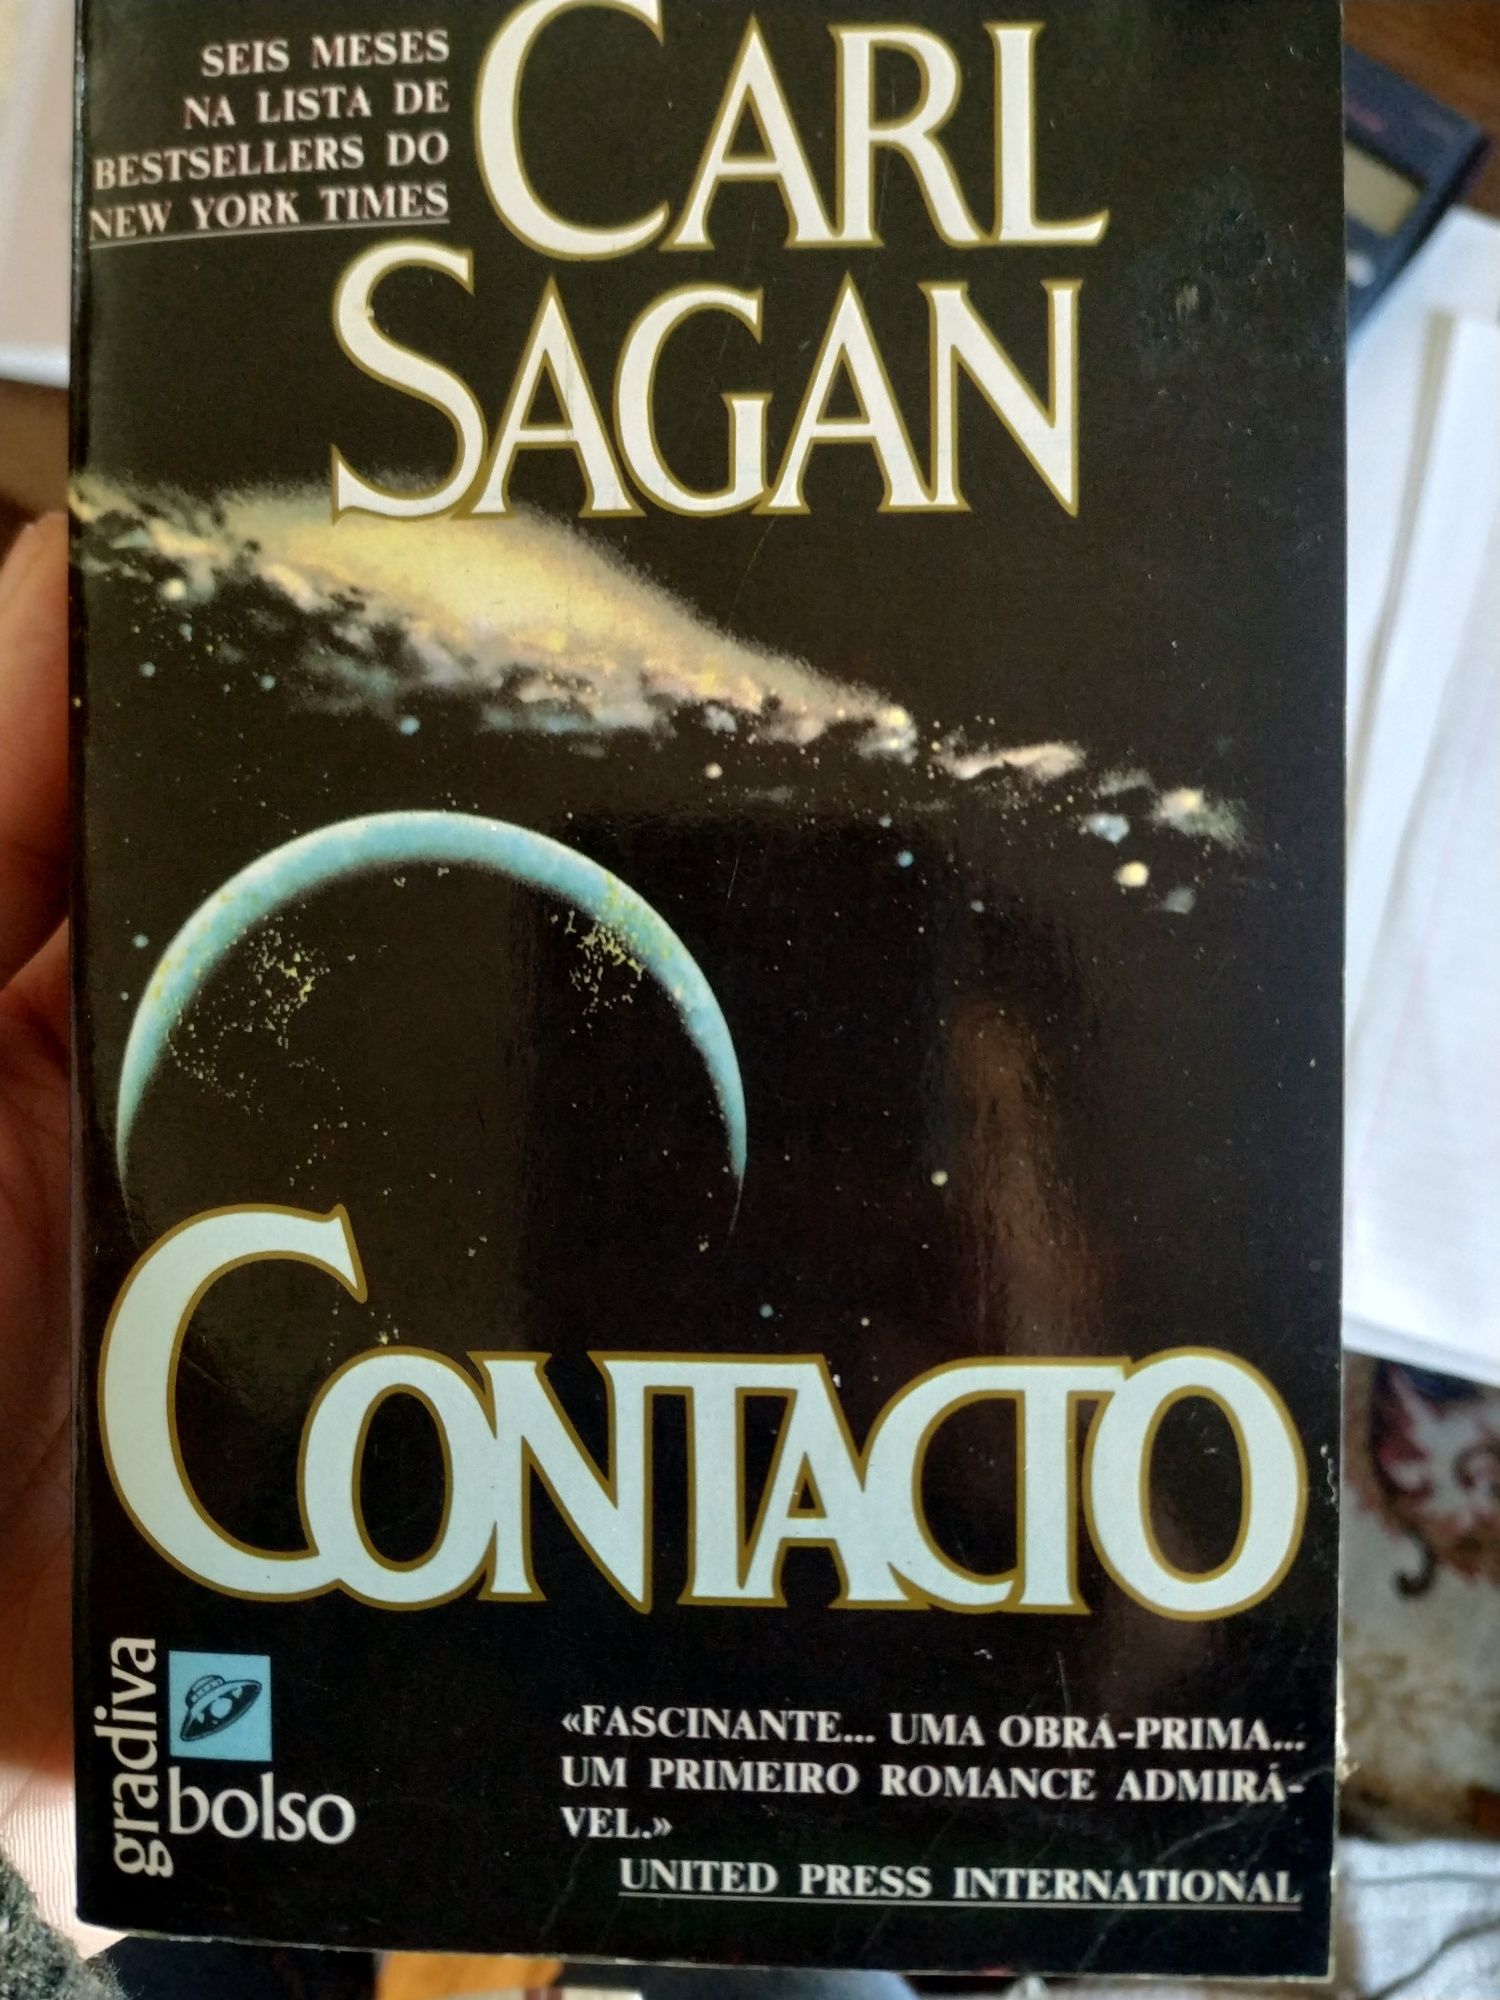 SEIS MESES
NA LISTA DE
BESTSELLERS DO
NEW YORK TIMES
CARL
SAGAN
CONTACTO
gradiva
bolso
«FASCINANTE... UMA OBRA-PRIMA...
UM PRIMEIRO ROMANCE ADMIRÁ-
VEL.»
UNITED PRESS INTERNATIONAL